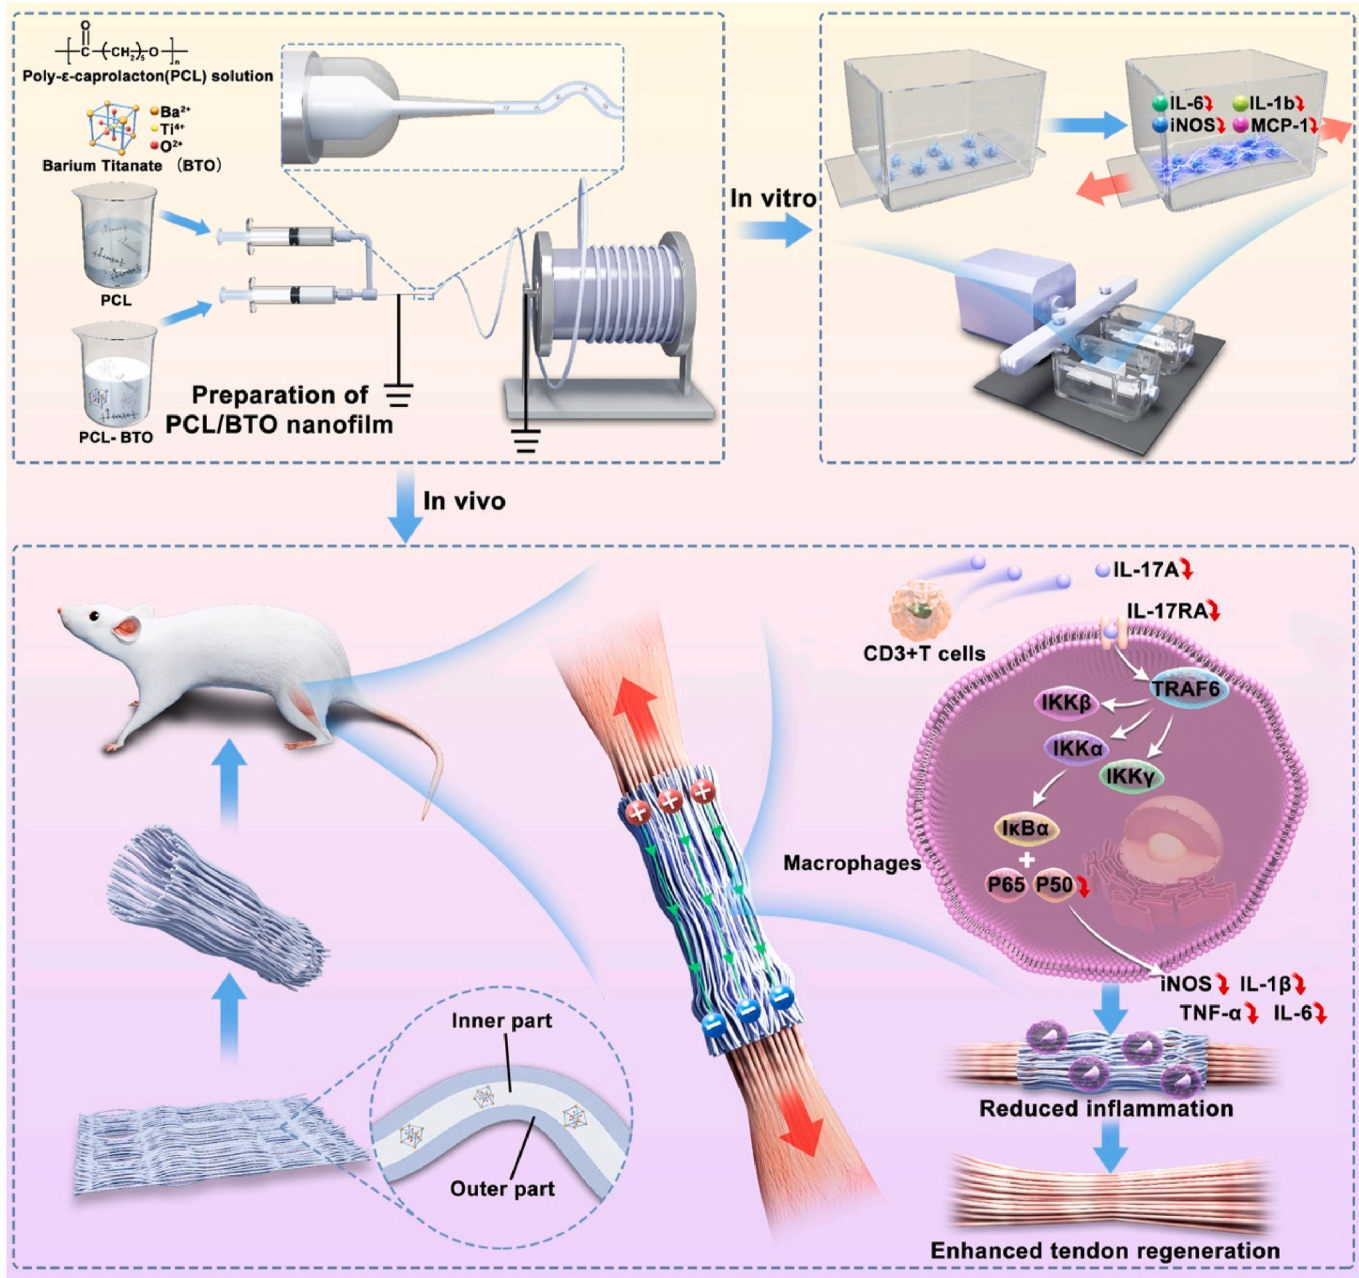 O
C (CH₂)₅ O
n
Poly-ε-caprolacton(PCL) solution
Ba²⁺
Ti⁴⁺
O²⁺
Barium Titanate （BTO）
PCL
PCL- BTO
Preparation of
PCL/BTO nanofilm
In vitro
IL-6 IL-1b
iNOS MCP-1
In vivo
Inner part
Outer part
+ + +
− − −
CD3+T cells
IL-17A
IL-17RA
TRAF6
IKKβ
IKKα
IKKγ
IκBα
+
P65 P50
Macrophages
iNOS IL-1β
TNF-α IL-6
Reduced inflammation
Enhanced tendon regeneration